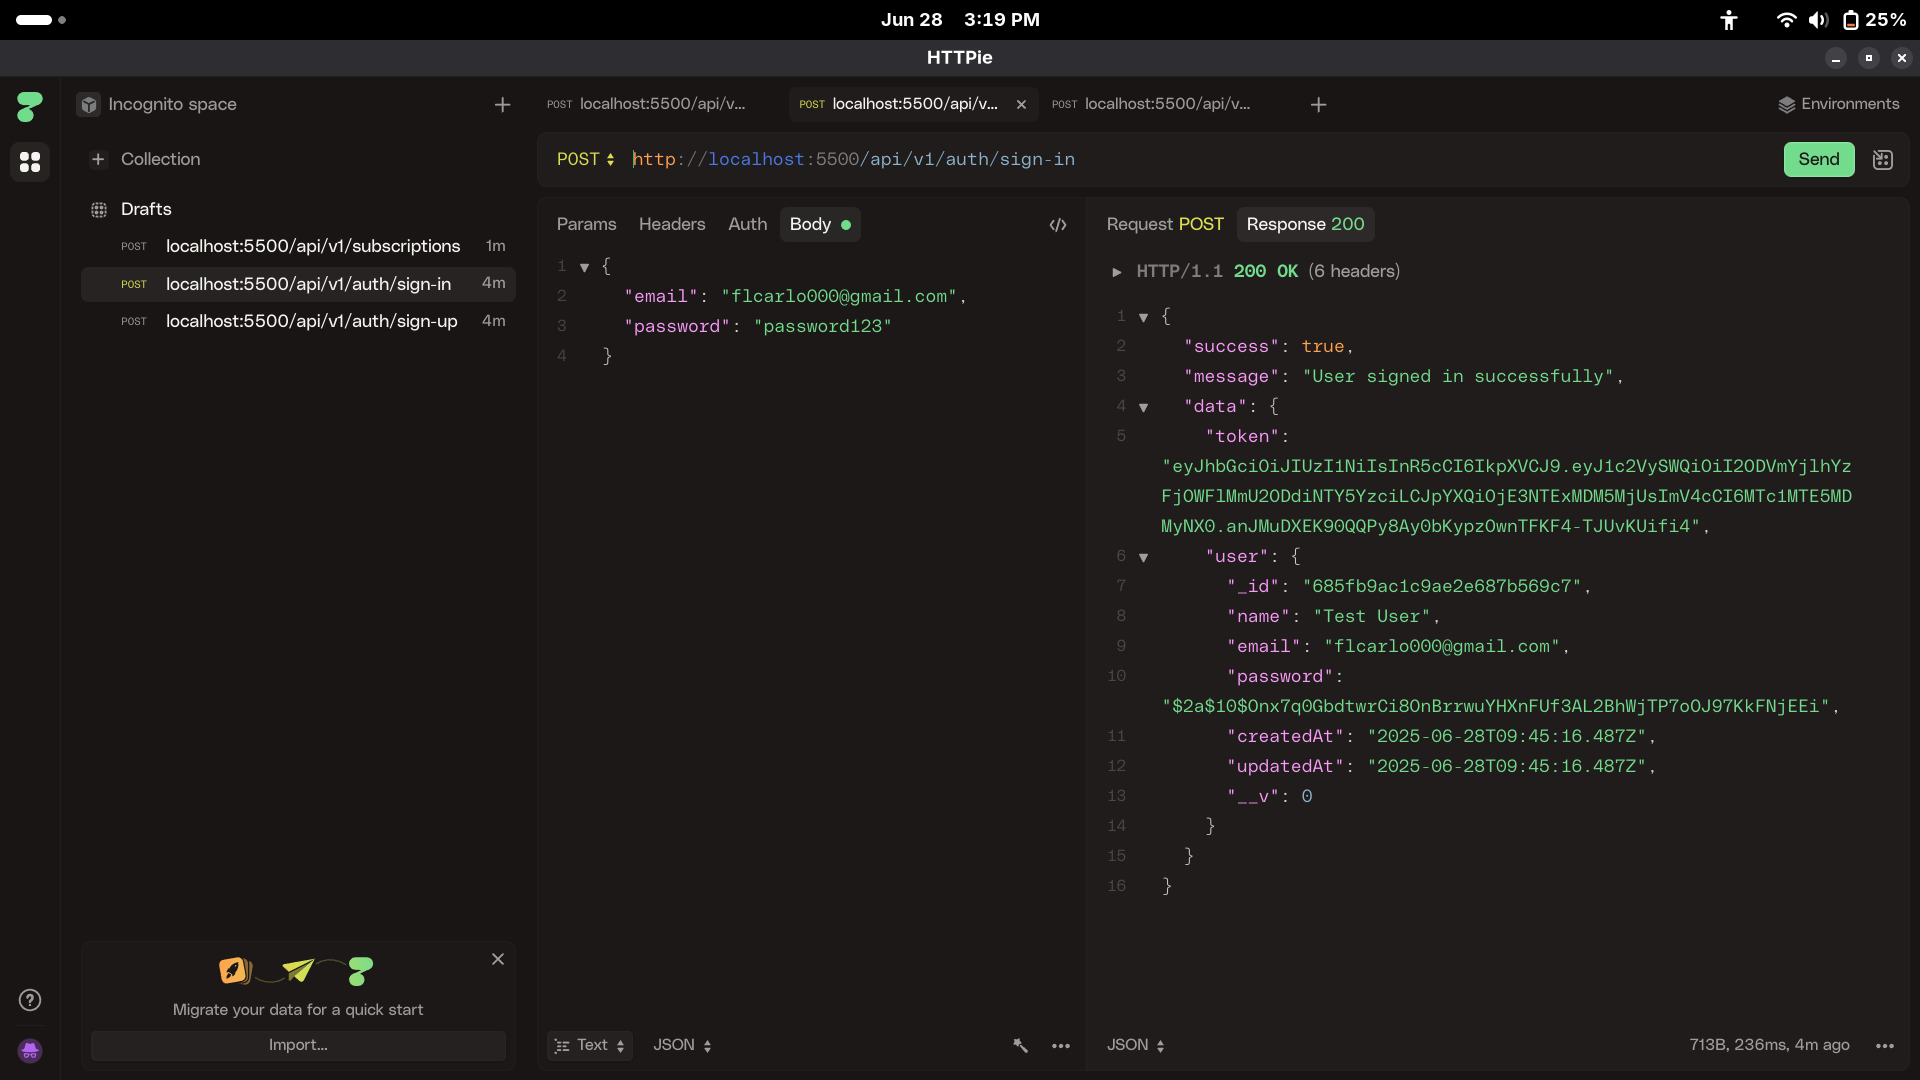 Jun 28 3:19 PM
25%
HTTPie
Incognito space
POST localhost:5500/api/v...
POST localhost:5500/api/v...
POST localhost:5500/api/v...
Environments
Collection
POST http://localhost:5500/api/v1/auth/sign-in
Send
Drafts
POST localhost:5500/api/v1/subscriptions 1m
POST localhost:5500/api/v1/auth/sign-in 4m
POST localhost:5500/api/v1/auth/sign-up 4m
Migrate your data for a quick start
Import...
Params Headers Auth Body
1 {
2 "email": "flcarlo000@gmail.com",
3 "password": "password123"
4 }
Text JSON
Request POST Response 200
HTTP/1.1 200 OK (6 headers)
1 {
2 "success": true,
3 "message": "User signed in successfully",
4 "data": {
5 "token":
"eyJhbGciOiJIUzI1NiIsInR5cCI6IkpXVCJ9.eyJ1c2VySWQiOiI2ODVmYjlhYz
FjOWFlMmU2ODdiNTY5YzciLCJpYXQiOjE3NTExMDM5MjUsImV4cCI6MTc1MTE5MD
MyNX0.anJMuDXEK90QQPy8Ay0bKypzOwnTFKF4-TJUvKUifi4",
6 "user": {
7 "_id": "685fb9ac1c9ae2e687b569c7",
8 "name": "Test User",
9 "email": "flcarlo000@gmail.com",
10 "password":
"$2a$10$Onx7q0GbdtwrCi8OnBrrwuYHXnFUf3AL2BhWjTP7oOJ97KkFNjEEi",
11 "createdAt": "2025-06-28T09:45:16.487Z",
12 "updatedAt": "2025-06-28T09:45:16.487Z",
13 "__v": 0
14 }
15 }
16 }
JSON
713B, 236ms, 4m ago